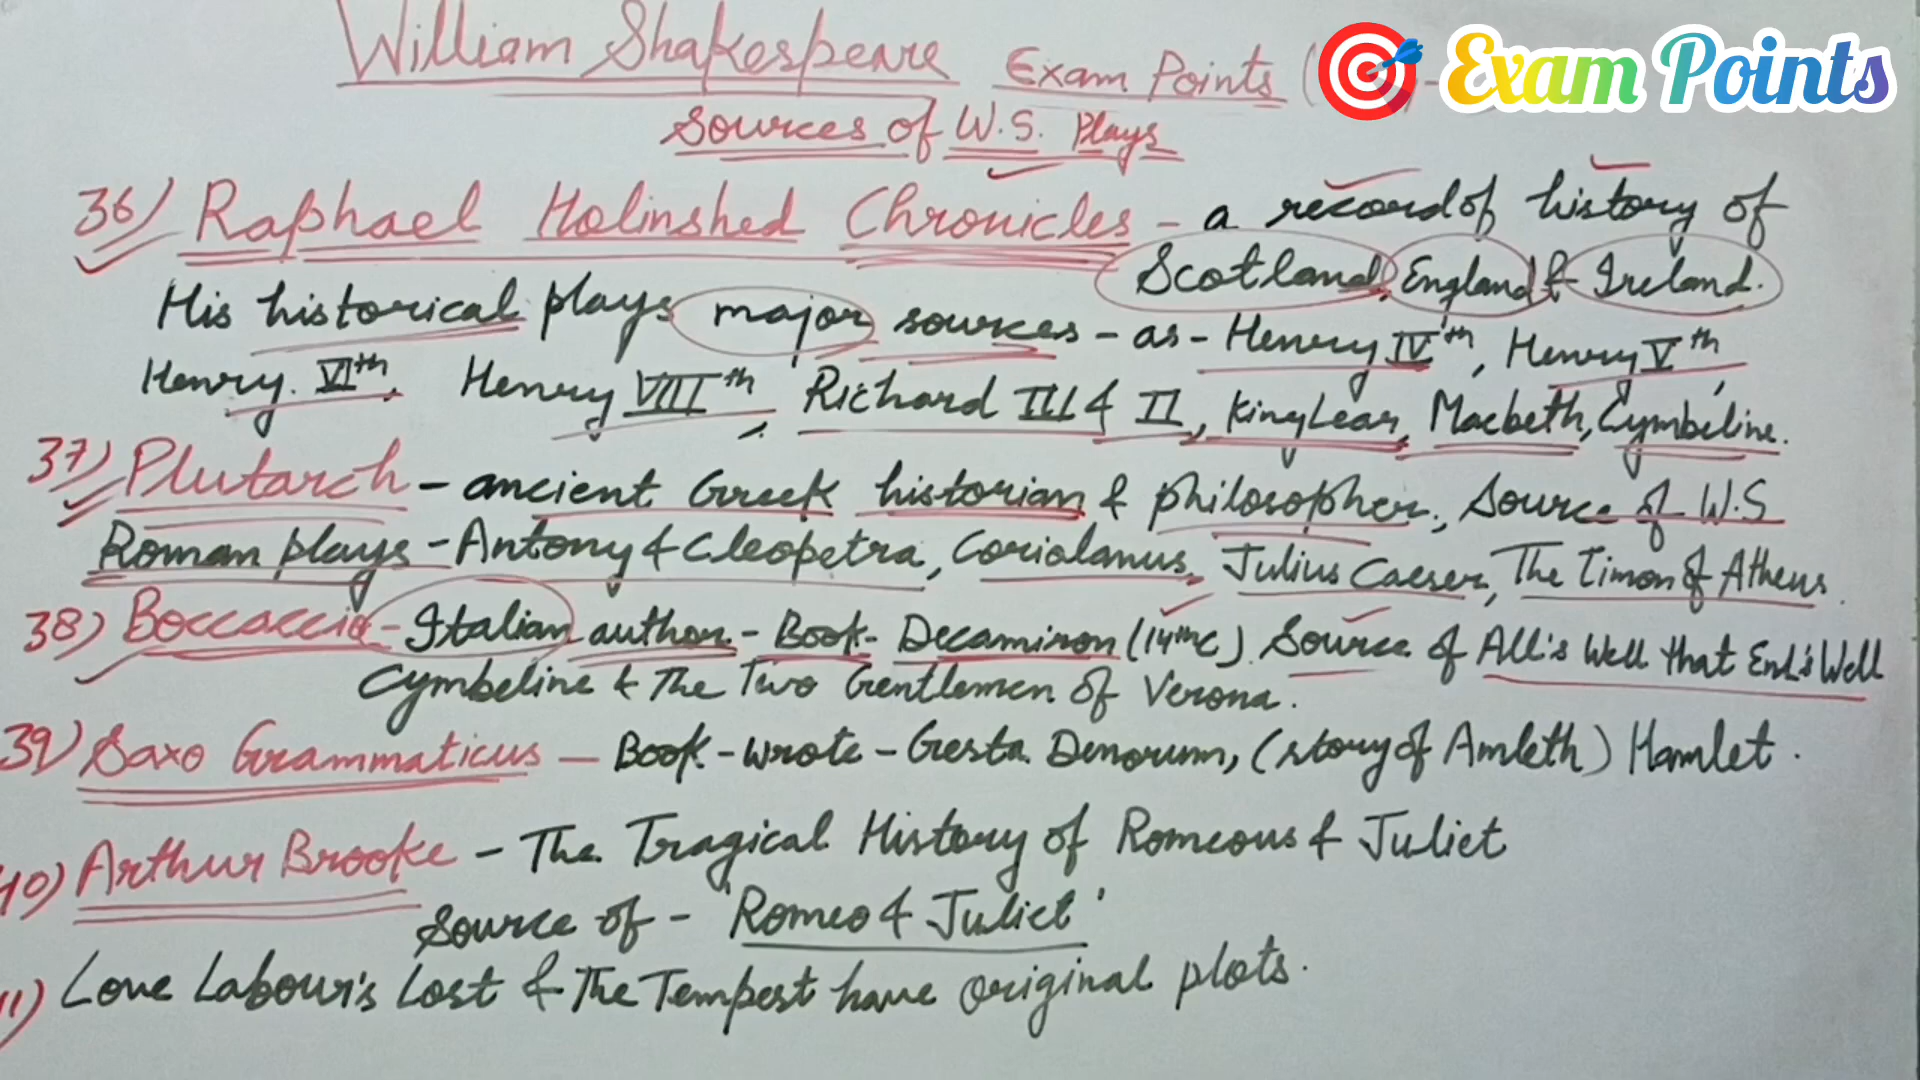 William Shakespeare Exam Points (
Exam Points
Sources of W.S. Plays
36) Raphael Holinshed Chronicles - a record of history of
Scotland, England & Ireland.
His historical plays major sources - as - Henry IVth, Henry Vth,
Henry. VIth, Henry VIIIth, Richard III & II, King Lear, Macbeth, Cymbeline.
37) Plutarch - ancient Greek historian & philosopher, Source of W.S
Roman plays - Antony & Cleopetra, Coriolanus, Julius Caeser, The Timon of Athens.
38) Boccaccio - Italian author - Book - Decamiron (14thC) Source of All's Well that End's Well
Cymbeline & The Two Gentlemen of Verona.
39) Saxo Grammaticus - Book - wrote - Gesta Denorum, (story of Amleth) Hamlet.
40) Arthur Brooke - The Tragical History of Romeous & Juliet
Source of - 'Romeo & Juliet'
11) Love Labour's Lost & The Tempest have original plots.